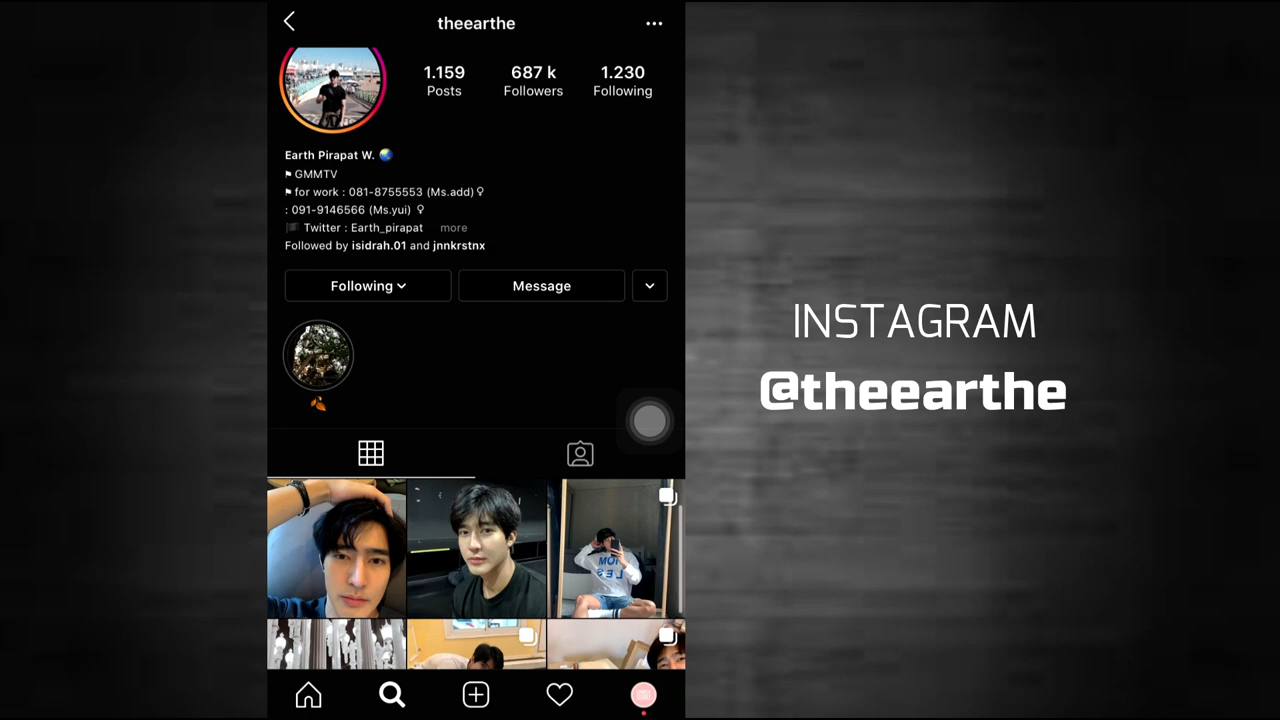 theearthe
1.159 687 k 1.230
Posts Followers Following
Earth Pirapat W.
GMMTV
for work : 081-8755553 (Ms.add)♀
: 091-9146566 (Ms.yui) ♀
Twitter : Earth_pirapat more
Followed by isidrah.01 and jnnkrstnx
Following Message
INSTAGRAM
@theearthe